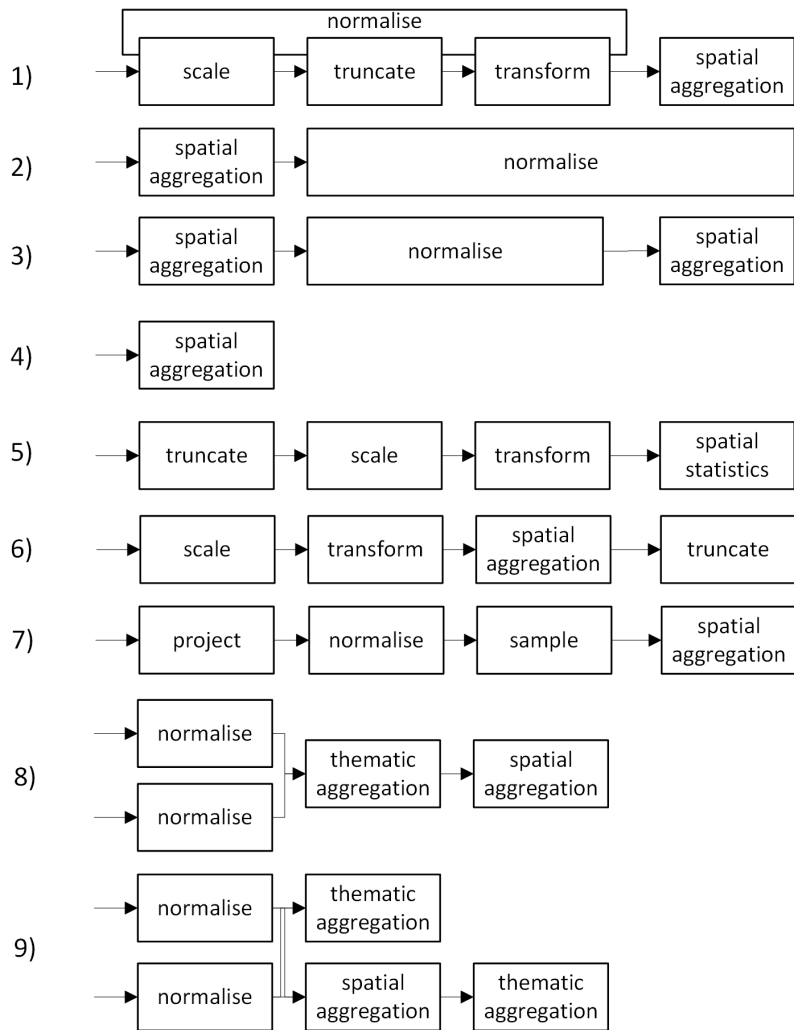 normalise
1)
scale
truncate
transform
spatial
aggregation
2)
spatial
aggregation
normalise
3)
spatial
aggregation
normalise
spatial
aggregation
4)
spatial
aggregation
5)
truncate
scale
transform
spatial
statistics
6)
scale
transform
spatial
aggregation
truncate
7)
project
normalise
sample
spatial
aggregation
8)
normalise
normalise
thematic
aggregation
spatial
aggregation
9)
normalise
thematic
aggregation
normalise
spatial
aggregation
thematic
aggregation